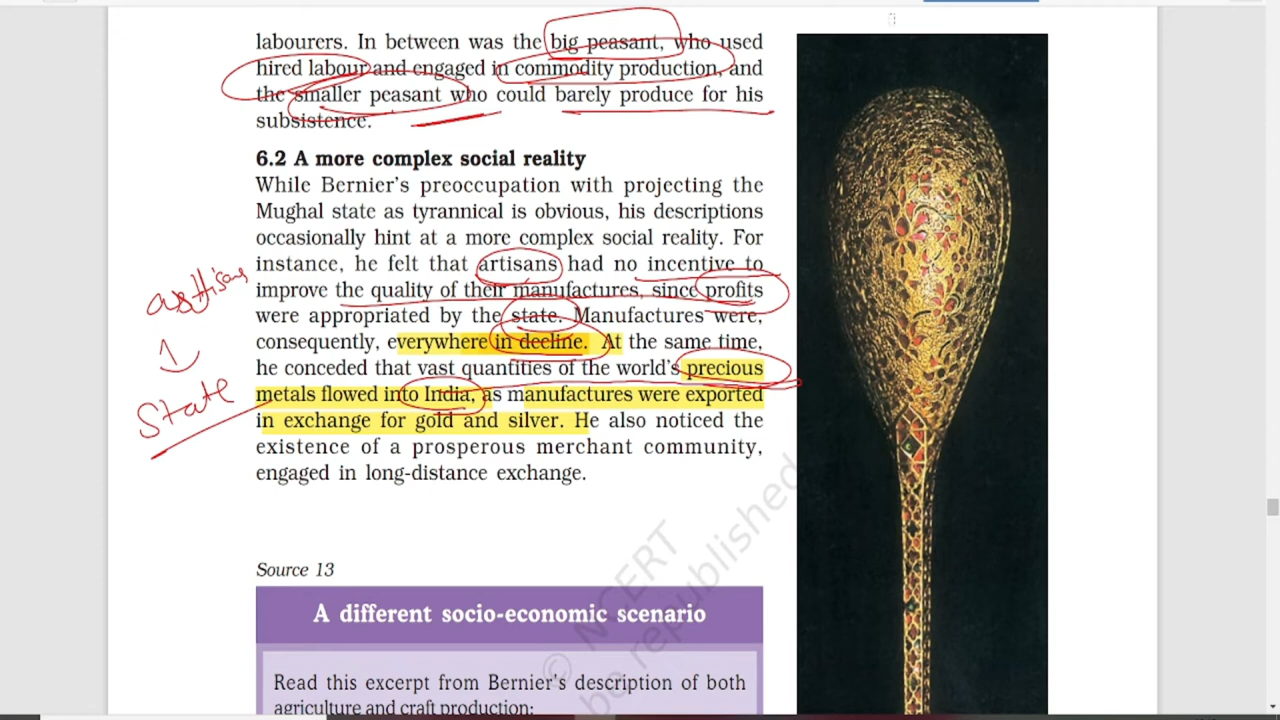 labourers. In between was the big peasant, who used
hired labour and engaged in commodity production, and
the smaller peasant who could barely produce for his
subsistence.
6.2 A more complex social reality
While Bernier's preoccupation with projecting the
Mughal state as tyrannical is obvious, his descriptions
occasionally hint at a more complex social reality. For
instance, he felt that artisans had no incentive to
improve the quality of their manufactures, since profits
were appropriated by the state. Manufactures were,
consequently, everywhere in decline. At the same time,
he conceded that vast quantities of the world's precious
metals flowed into India, as manufactures were exported
in exchange for gold and silver. He also noticed the
existence of a prosperous merchant community,
engaged in long-distance exchange.
State
Source 13
A different socio-economic scenario
Read this excerpt from Bernier's description of both
agriculture and craft production:
© NCERT
be republished